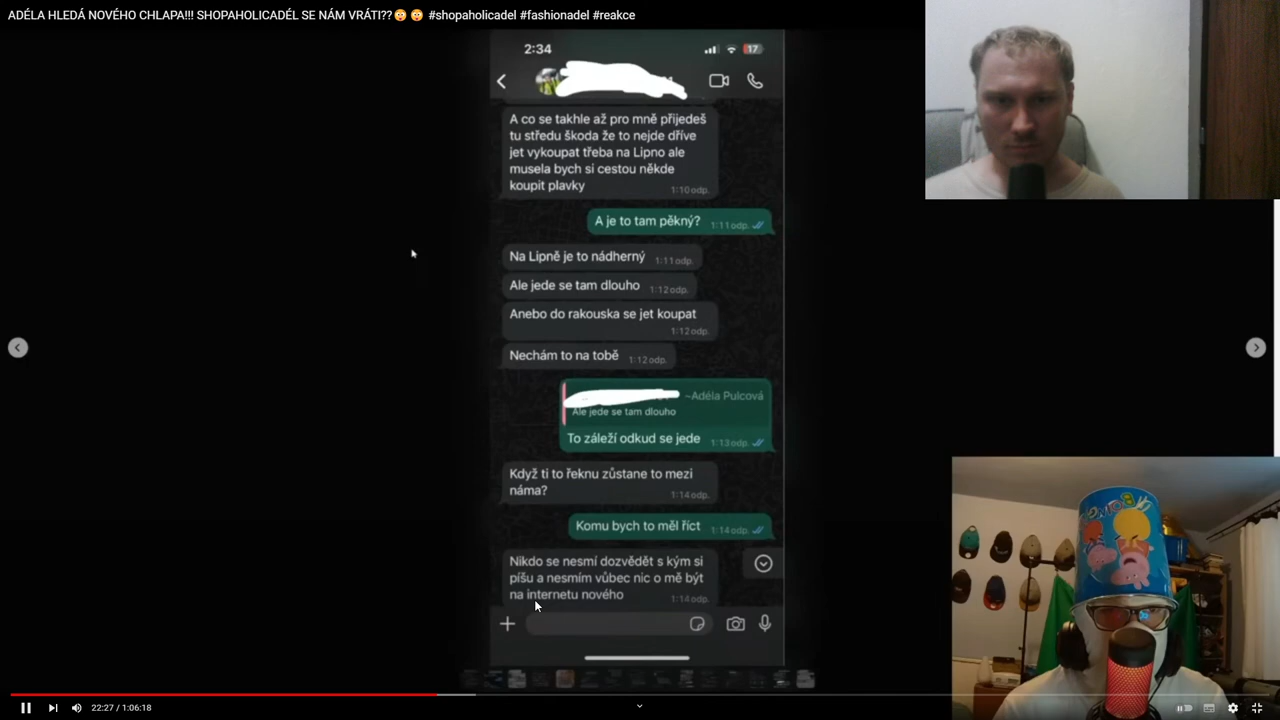 ADÉLA HLEDÁ NOVÉHO CHLAPA!!! SHOPAHOLICADÉL SE NÁM VRÁTI??😳 😳 #shopaholicadel #fashionadel #reakce
2:34
17
A co se takhle až pro mně přijedeš
tu středu škoda že to nejde dříve
jet vykoupat třeba na Lipno ale
musela bych si cestou někde
koupit plavky
1:10 odp.
A je to tam pěkný?
1:11 odp.
Na Lipně je to nádherný
1:11 odp.
Ale jede se tam dlouho
1:12 odp.
Anebo do rakouska se jet koupat
1:12 odp.
Nechám to na tobě
1:12 odp.
~Adéla Pulcová
Ale jede se tam dlouho
To záleží odkud se jede
1:13 odp.
Když ti to řeknu zůstane to mezi
náma?
1:14 odp.
Komu bych to měl říct
1:14 odp.
Nikdo se nesmí dozvědět s kým si
píšu a nesmím vůbec nic o mě být
na internetu nového
1:14 odp.
22:27 / 1:06:18